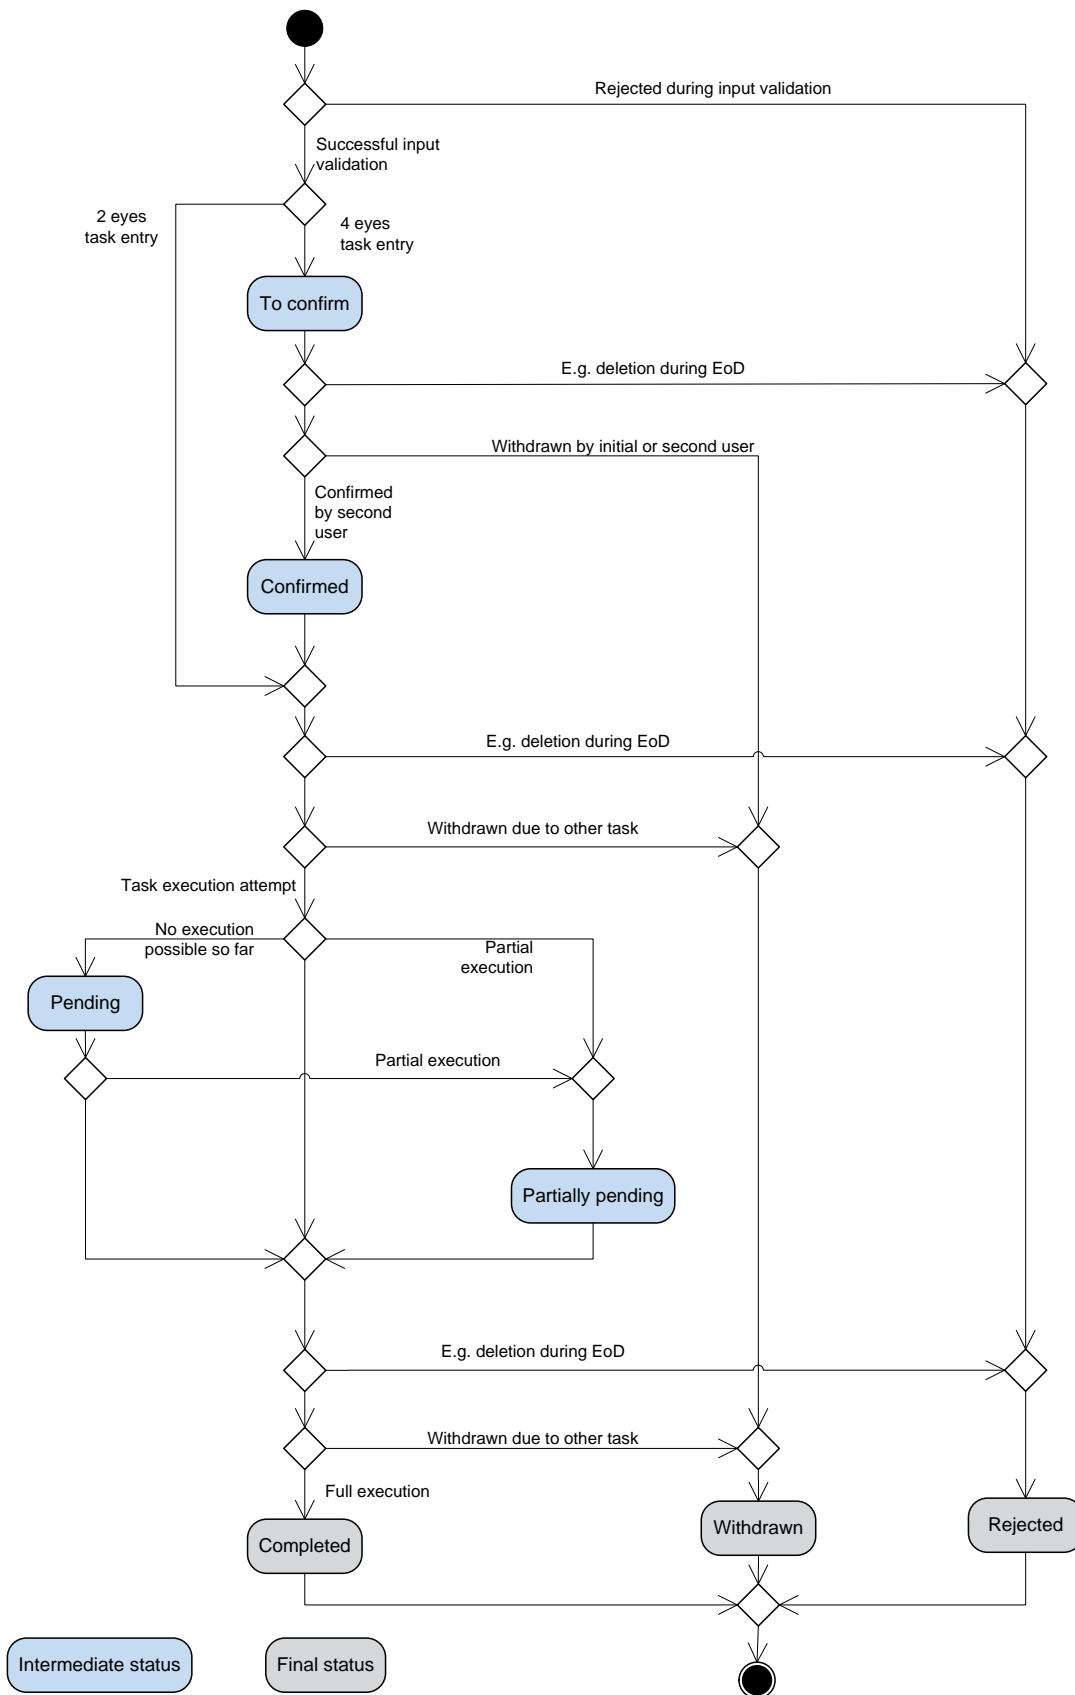 Rejected during input validation
Successful input
validation
2 eyes
task entry
4 eyes
task entry
To confirm
E.g. deletion during EoD
Withdrawn by initial or second user
Confirmed
by second
user
Confirmed
E.g. deletion during EoD
Withdrawn due to other task
Task execution attempt
No execution
possible so far
Partial
execution
Pending
Partial execution
Partially pending
E.g. deletion during EoD
Withdrawn due to other task
Full execution
Completed
Withdrawn
Rejected
Intermediate status
Final status